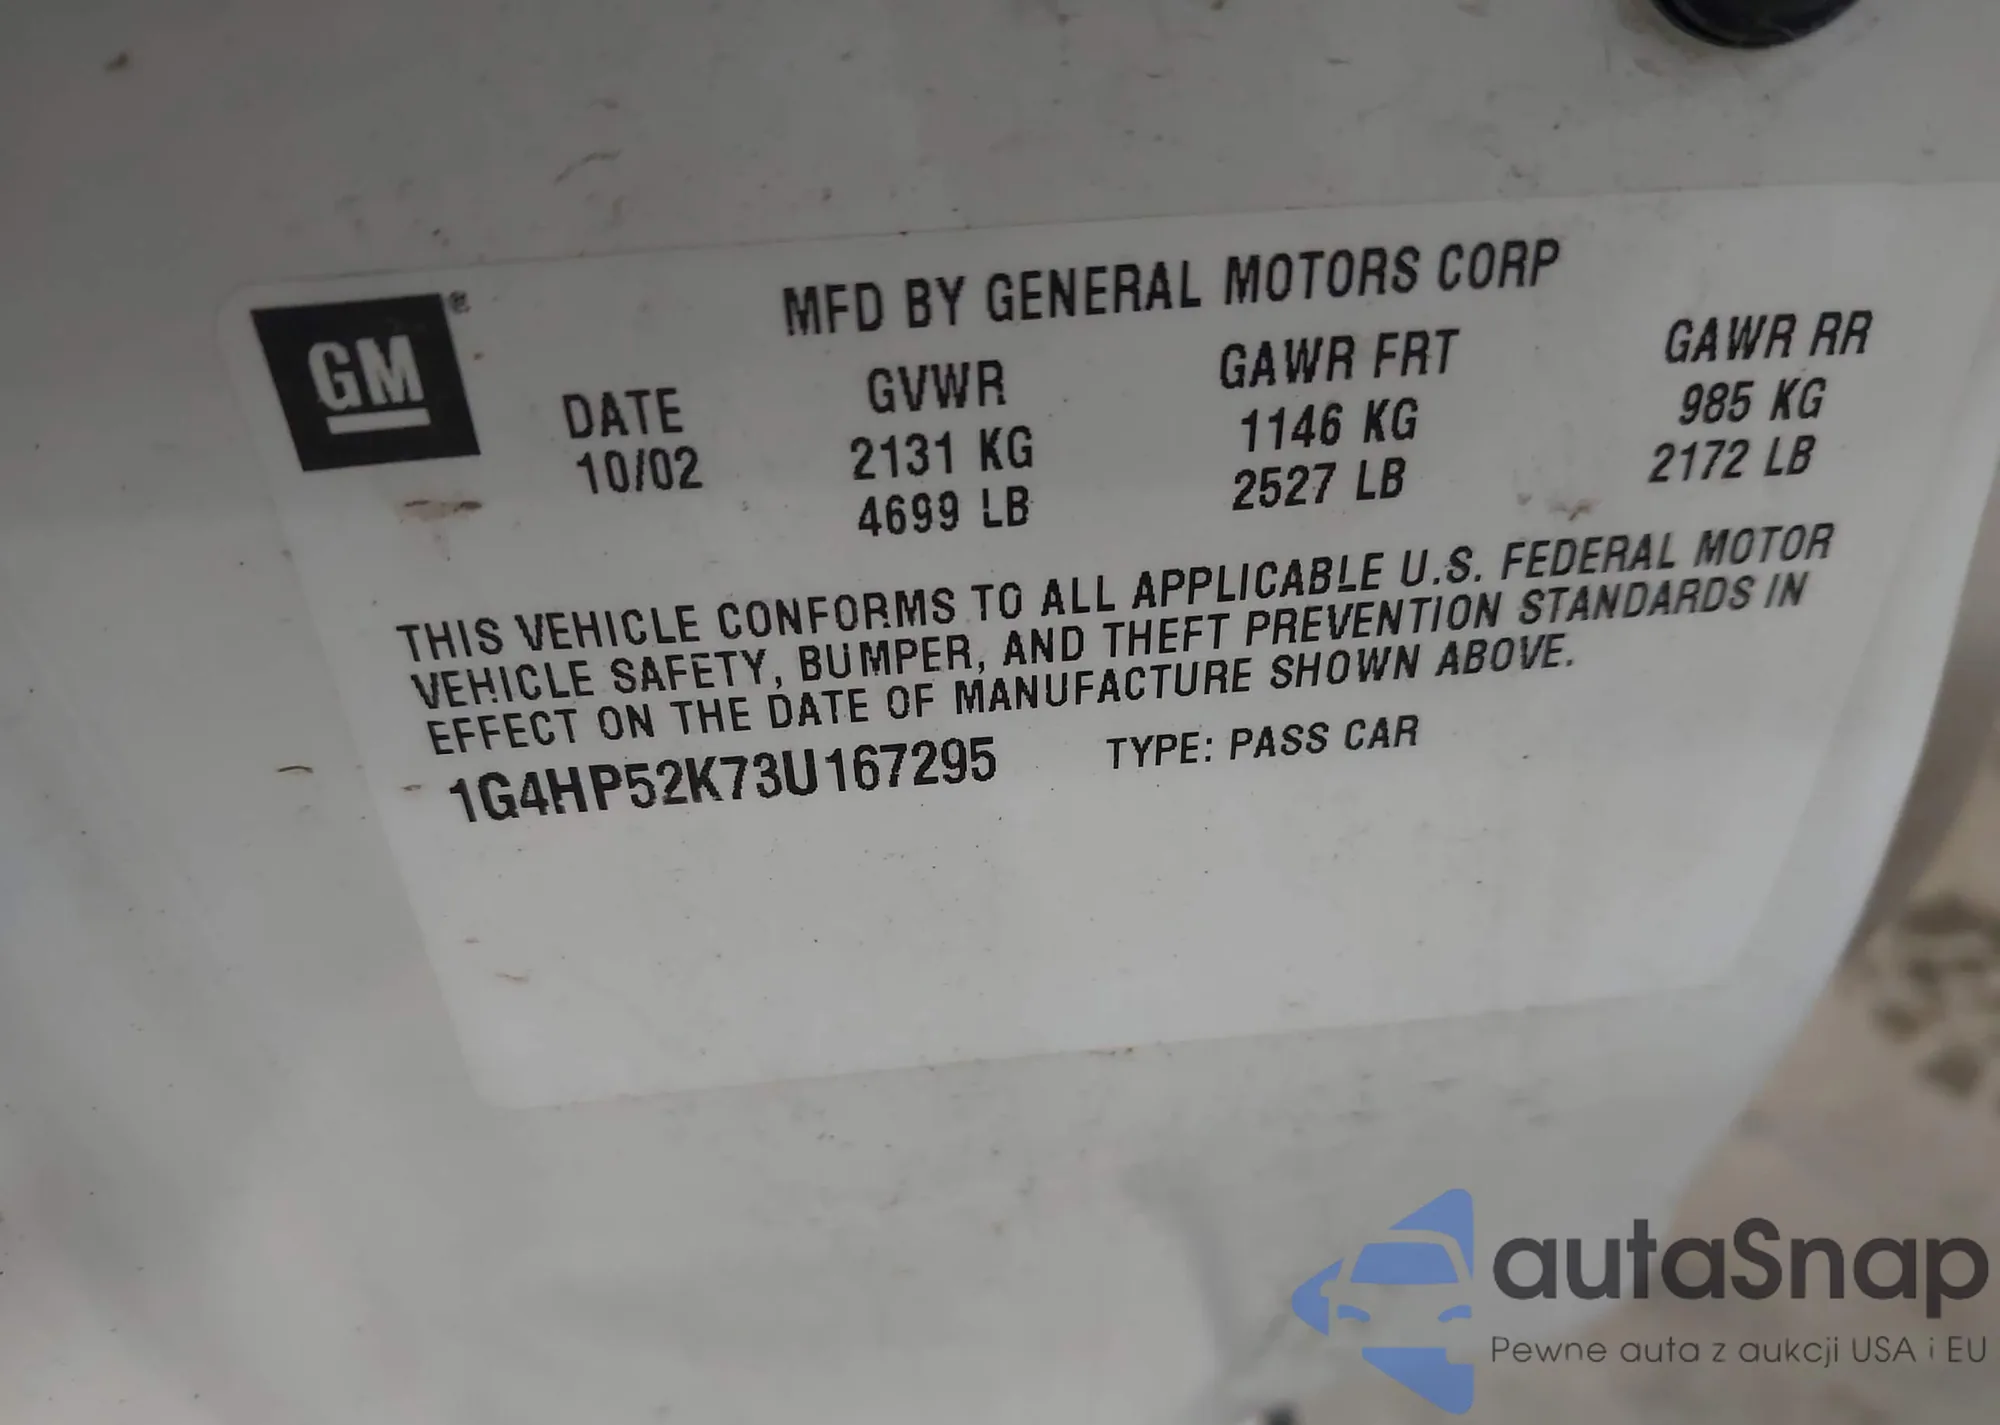 GM®
MFD BY GENERAL MOTORS CORP
DATE GVWR GAWR FRT GAWR RR
10/02 2131 KG 1146 KG 985 KG
4699 LB 2527 LB 2172 LB
THIS VEHICLE CONFORMS TO ALL APPLICABLE U.S. FEDERAL MOTOR
VEHICLE SAFETY, BUMPER, AND THEFT PREVENTION STANDARDS IN
EFFECT ON THE DATE OF MANUFACTURE SHOWN ABOVE.
1G4HP52K73U167295 TYPE: PASS CAR
autaSnap
Pewne auta z aukcji USA i EU